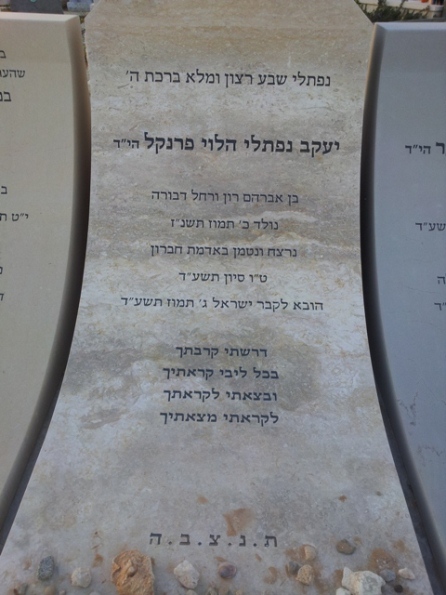 נפתלי שבע רצון ומלא ברכת ה'
יעקב נפתלי הלוי פרנקל הי״ד
בן אברהם רון ורחל דבורה
נולד כ׳ תמוז תשנ״ז
נרצח ונטמן באדמת חברון
ט״ו סיון תשע״ד
הובא לקבר ישראל ג׳ תמוז תשע״ד
דרשתי קרבתך
בכל ליבי קראתיך
ובצאתי לקראתך
לקראתי מצאתיך
ת.נ.צ.ב.ה
ר הי״ד
שע״ד
י״ט ת